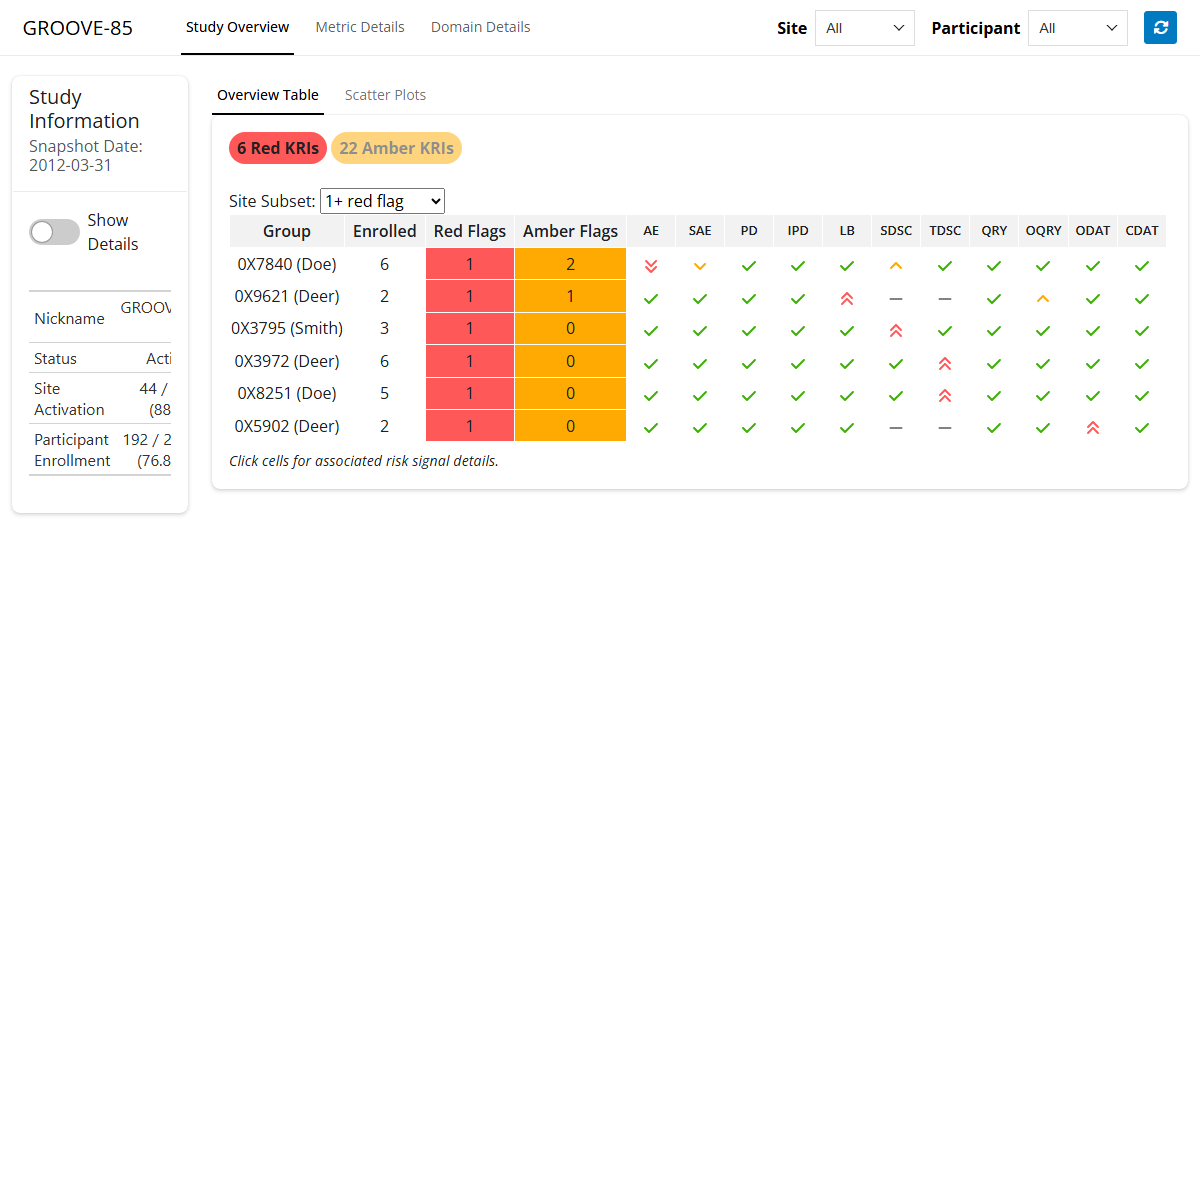 GROOVE-85 Study Overview Metric Details Domain Details Site All Participant All
Study
Information
Snapshot Date:
2012-03-31
Show
Details
Nickname GROOV
Status Acti
Site 44 /
Activation (88
Participant 192 / 2
Enrollment (76.8
Overview Table Scatter Plots
6 Red KRIs 22 Amber KRIs
Site Subset: 1+ red flag
Group Enrolled Red Flags Amber Flags AE SAE PD IPD LB SDSC TDSC QRY OQRY ODAT CDAT
0X7840 (Doe) 6 1 2
0X9621 (Deer) 2 1 1
0X3795 (Smith) 3 1 0
0X3972 (Deer) 6 1 0
0X8251 (Doe) 5 1 0
0X5902 (Deer) 2 1 0
Click cells for associated risk signal details.